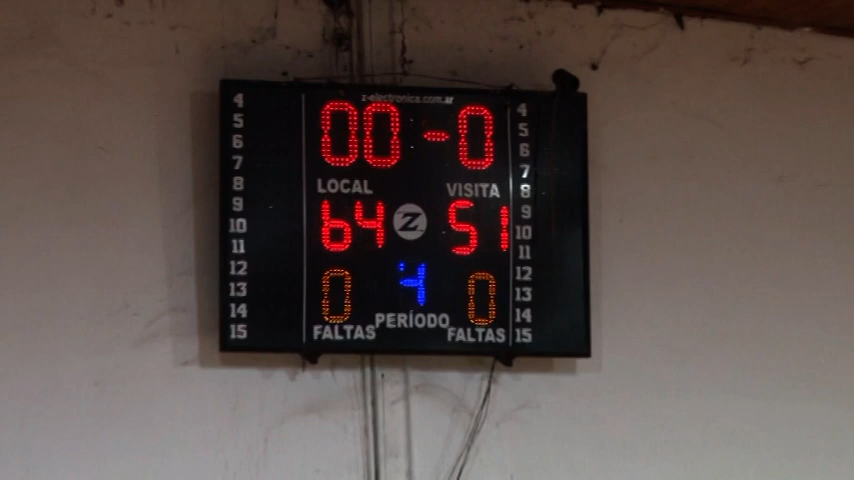 z-electronica.com.ar
00 -0
LOCAL VISITA
64 Z 51
0 4 0
FALTAS PERÍODO FALTAS
4 4
5 5
6 6
7 7
8 8
9 9
10 10
11 11
12 12
13 13
14 14
15 15